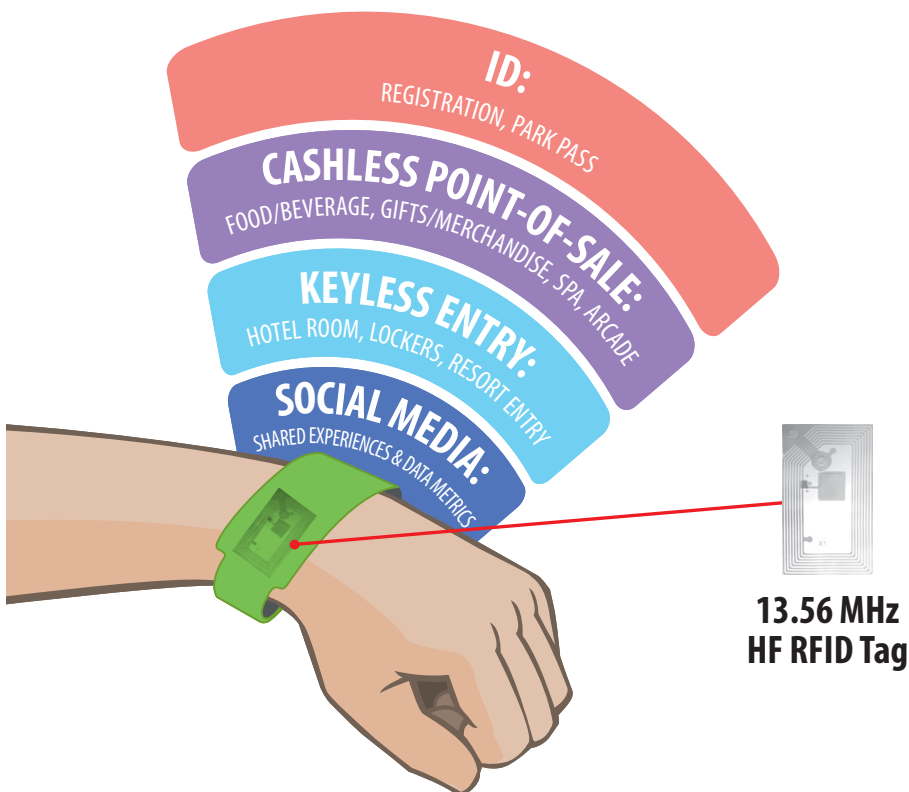 ID:
REGISTRATION, PARK PASS
CASHLESS POINT-OF-SALE:
FOOD/BEVERAGE, GIFTS/MERCHANDISE, SPA, ARCADE
KEYLESS ENTRY:
HOTEL ROOM, LOCKERS, RESORT ENTRY
SOCIAL MEDIA:
SHARED EXPERIENCES & DATA METRICS
13.56 MHz
HF RFID Tag